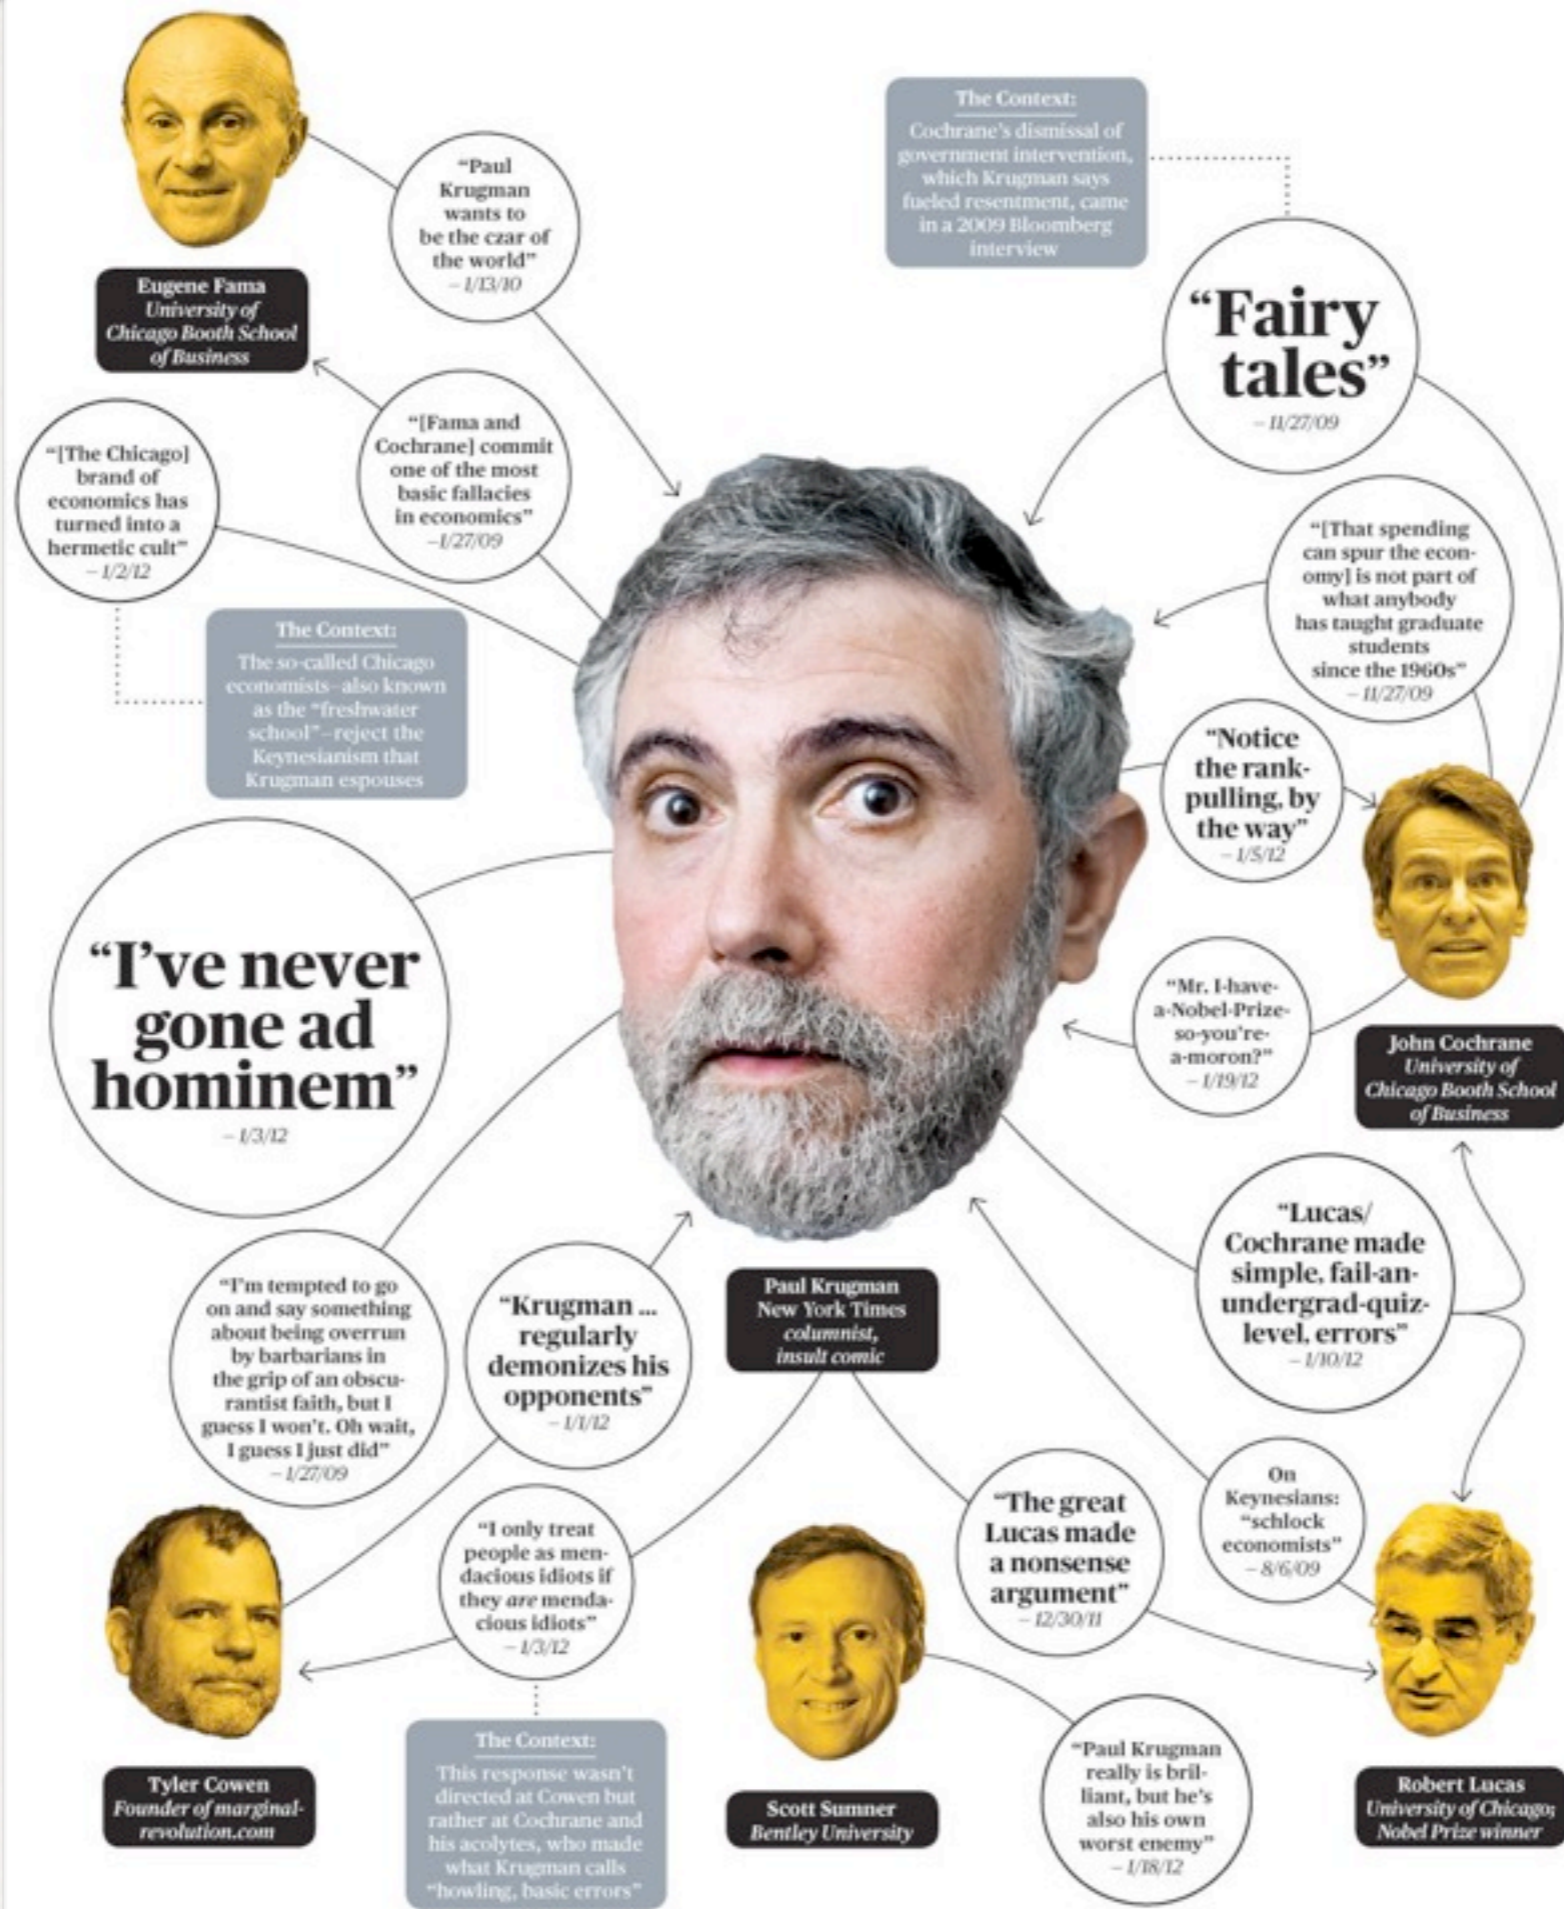 The Context:
Cochrane's dismissal of
government intervention,
which Krugman says
fueled resentment, came
in a 2009 Bloomberg
interview
“Paul
Krugman
wants to
be the czar of
the world”
– 1/13/10
Eugene Fama
University of
Chicago Booth School
of Business
“Fairy
tales”
– 11/27/09
“[Fama and
Cochrane] commit
one of the most
basic fallacies
in economics”
–1/27/09
“[The Chicago]
brand of
economics has
turned into a
hermetic cult”
– 1/2/12
“[That spending
can spur the econ-
omy] is not part of
what anybody
has taught graduate
students
since the 1960s”
– 11/27/09
The Context:
The so-called Chicago
economists–also known
as the “freshwater
school”–reject the
Keynesianism that
Krugman espouses
“Notice
the rank-
pulling, by
the way”
– 1/5/12
“I've never
gone ad
hominem”
– 1/3/12
“Mr. I-have-
a-Nobel-Prize-
so-you're-
a-moron?”
– 1/19/12
John Cochrane
University of
Chicago Booth School
of Business
“Lucas/
Cochrane made
simple, fail-an-
undergrad-quiz-
level, errors”
– 1/10/12
“I'm tempted to go
on and say something
about being overrun
by barbarians in
the grip of an obscu-
rantist faith, but I
guess I won't. Oh wait,
I guess I just did”
– 1/27/09
“Krugman ...
regularly
demonizes his
opponents”
– 1/1/12
Paul Krugman
New York Times
columnist,
insult comic
On
Keynesians:
“schlock
economists”
– 8/6/09
“The great
Lucas made
a nonsense
argument”
– 12/30/11
“I only treat
people as men-
dacious idiots if
they are menda-
cious idiots”
– 1/3/12
The Context:
This response wasn't
directed at Cowen but
rather at Cochrane and
his acolytes, who made
what Krugman calls
“howling, basic errors”
Tyler Cowen
Founder of marginal-
revolution.com
Scott Sumner
Bentley University
“Paul Krugman
really is bril-
liant, but he's
also his own
worst enemy”
– 1/18/12
Robert Lucas
University of Chicago;
Nobel Prize winner